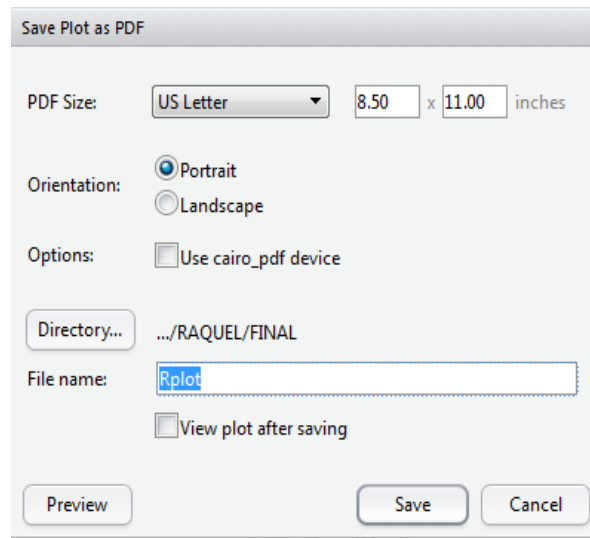 Save Plot as PDF
PDF Size: US Letter 8.50 x 11.00 inches
Orientation:
Portrait
Landscape
Options: Use cairo_pdf device
Directory... .../RAQUEL/FINAL
File name: Rplot
View plot after saving
Preview Save Cancel